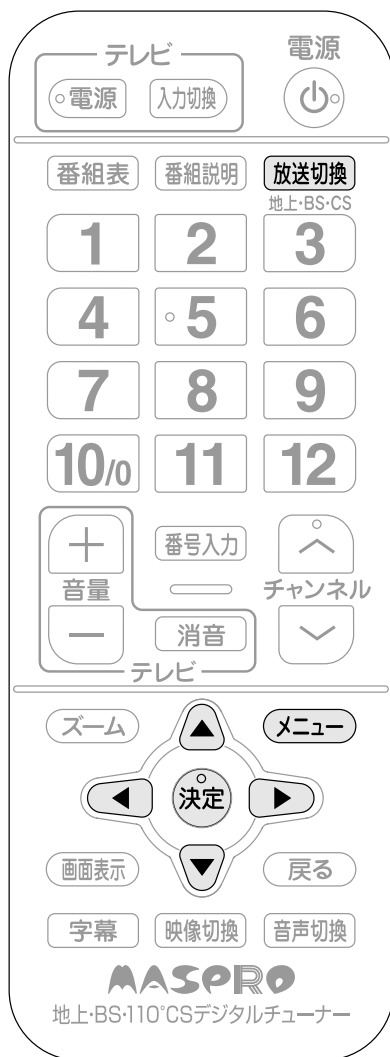 テレビ
電源
電源 入力切換
番組表 番組説明 放送切換
地上・BS・CS
1 2 3
4 5 6
7 8 9
10/0 11 12
＋
番号入力
音量
チャンネル
－
消音
テレビ
ズーム
メニュー
決定
画面表示
戻る
字幕 映像切換 音声切換
MASPRO
地上・BS・110°CSデジタルチューナー